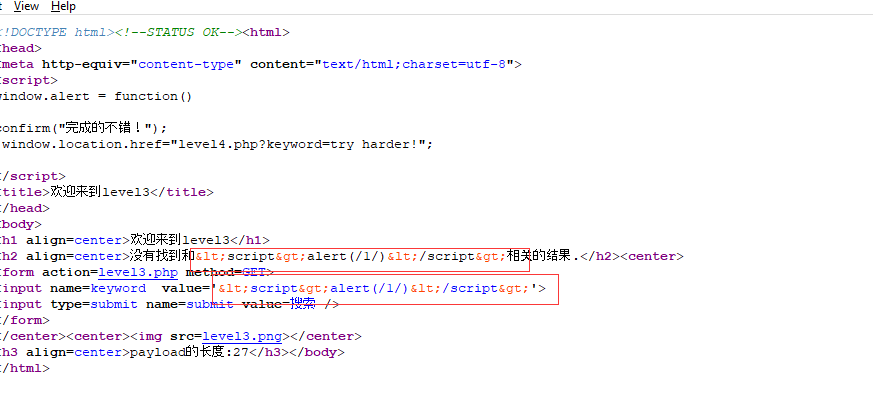 t View Help
!DOCTYPE html><!--STATUS OK--><html>
head>
meta http-equiv="content-type" content="text/html;charset=utf-8">
script>
window.alert = function()
confirm("完成的不错！");
window.location.href="level4.php?keyword=try harder!";
/script>
title>欢迎来到level3</title>
/head>
body>
h1 align=center>欢迎来到level3</h1>
h2 align=center>没有找到和&lt;script&gt;alert(/1/)&lt;/script&gt;相关的结果.</h2><center>
form action=level3.php method=GET>
input name=keyword  value='&lt;script&gt;alert(/1/)&lt;/script&gt;'>
input type=submit name=submit value=搜索 />
/form>
/center><center><img src=level3.png></center>
h3 align=center>payload的长度:27</h3></body>
/html>